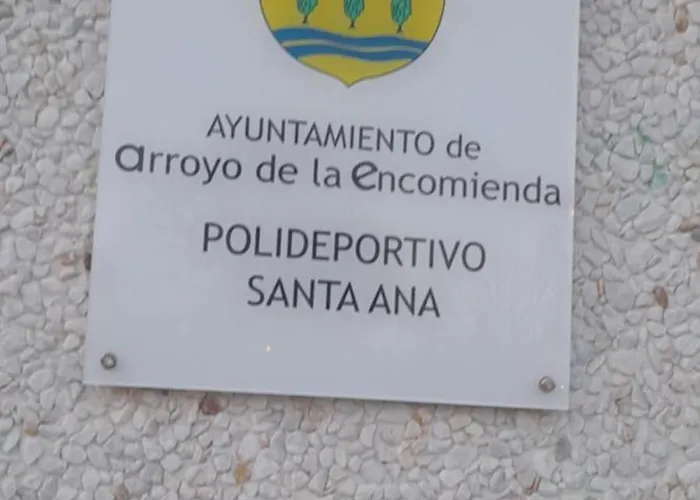 AYUNTAMIENTO de
arroyo de la encomienda
POLIDEPORTIVO
SANTA ANA